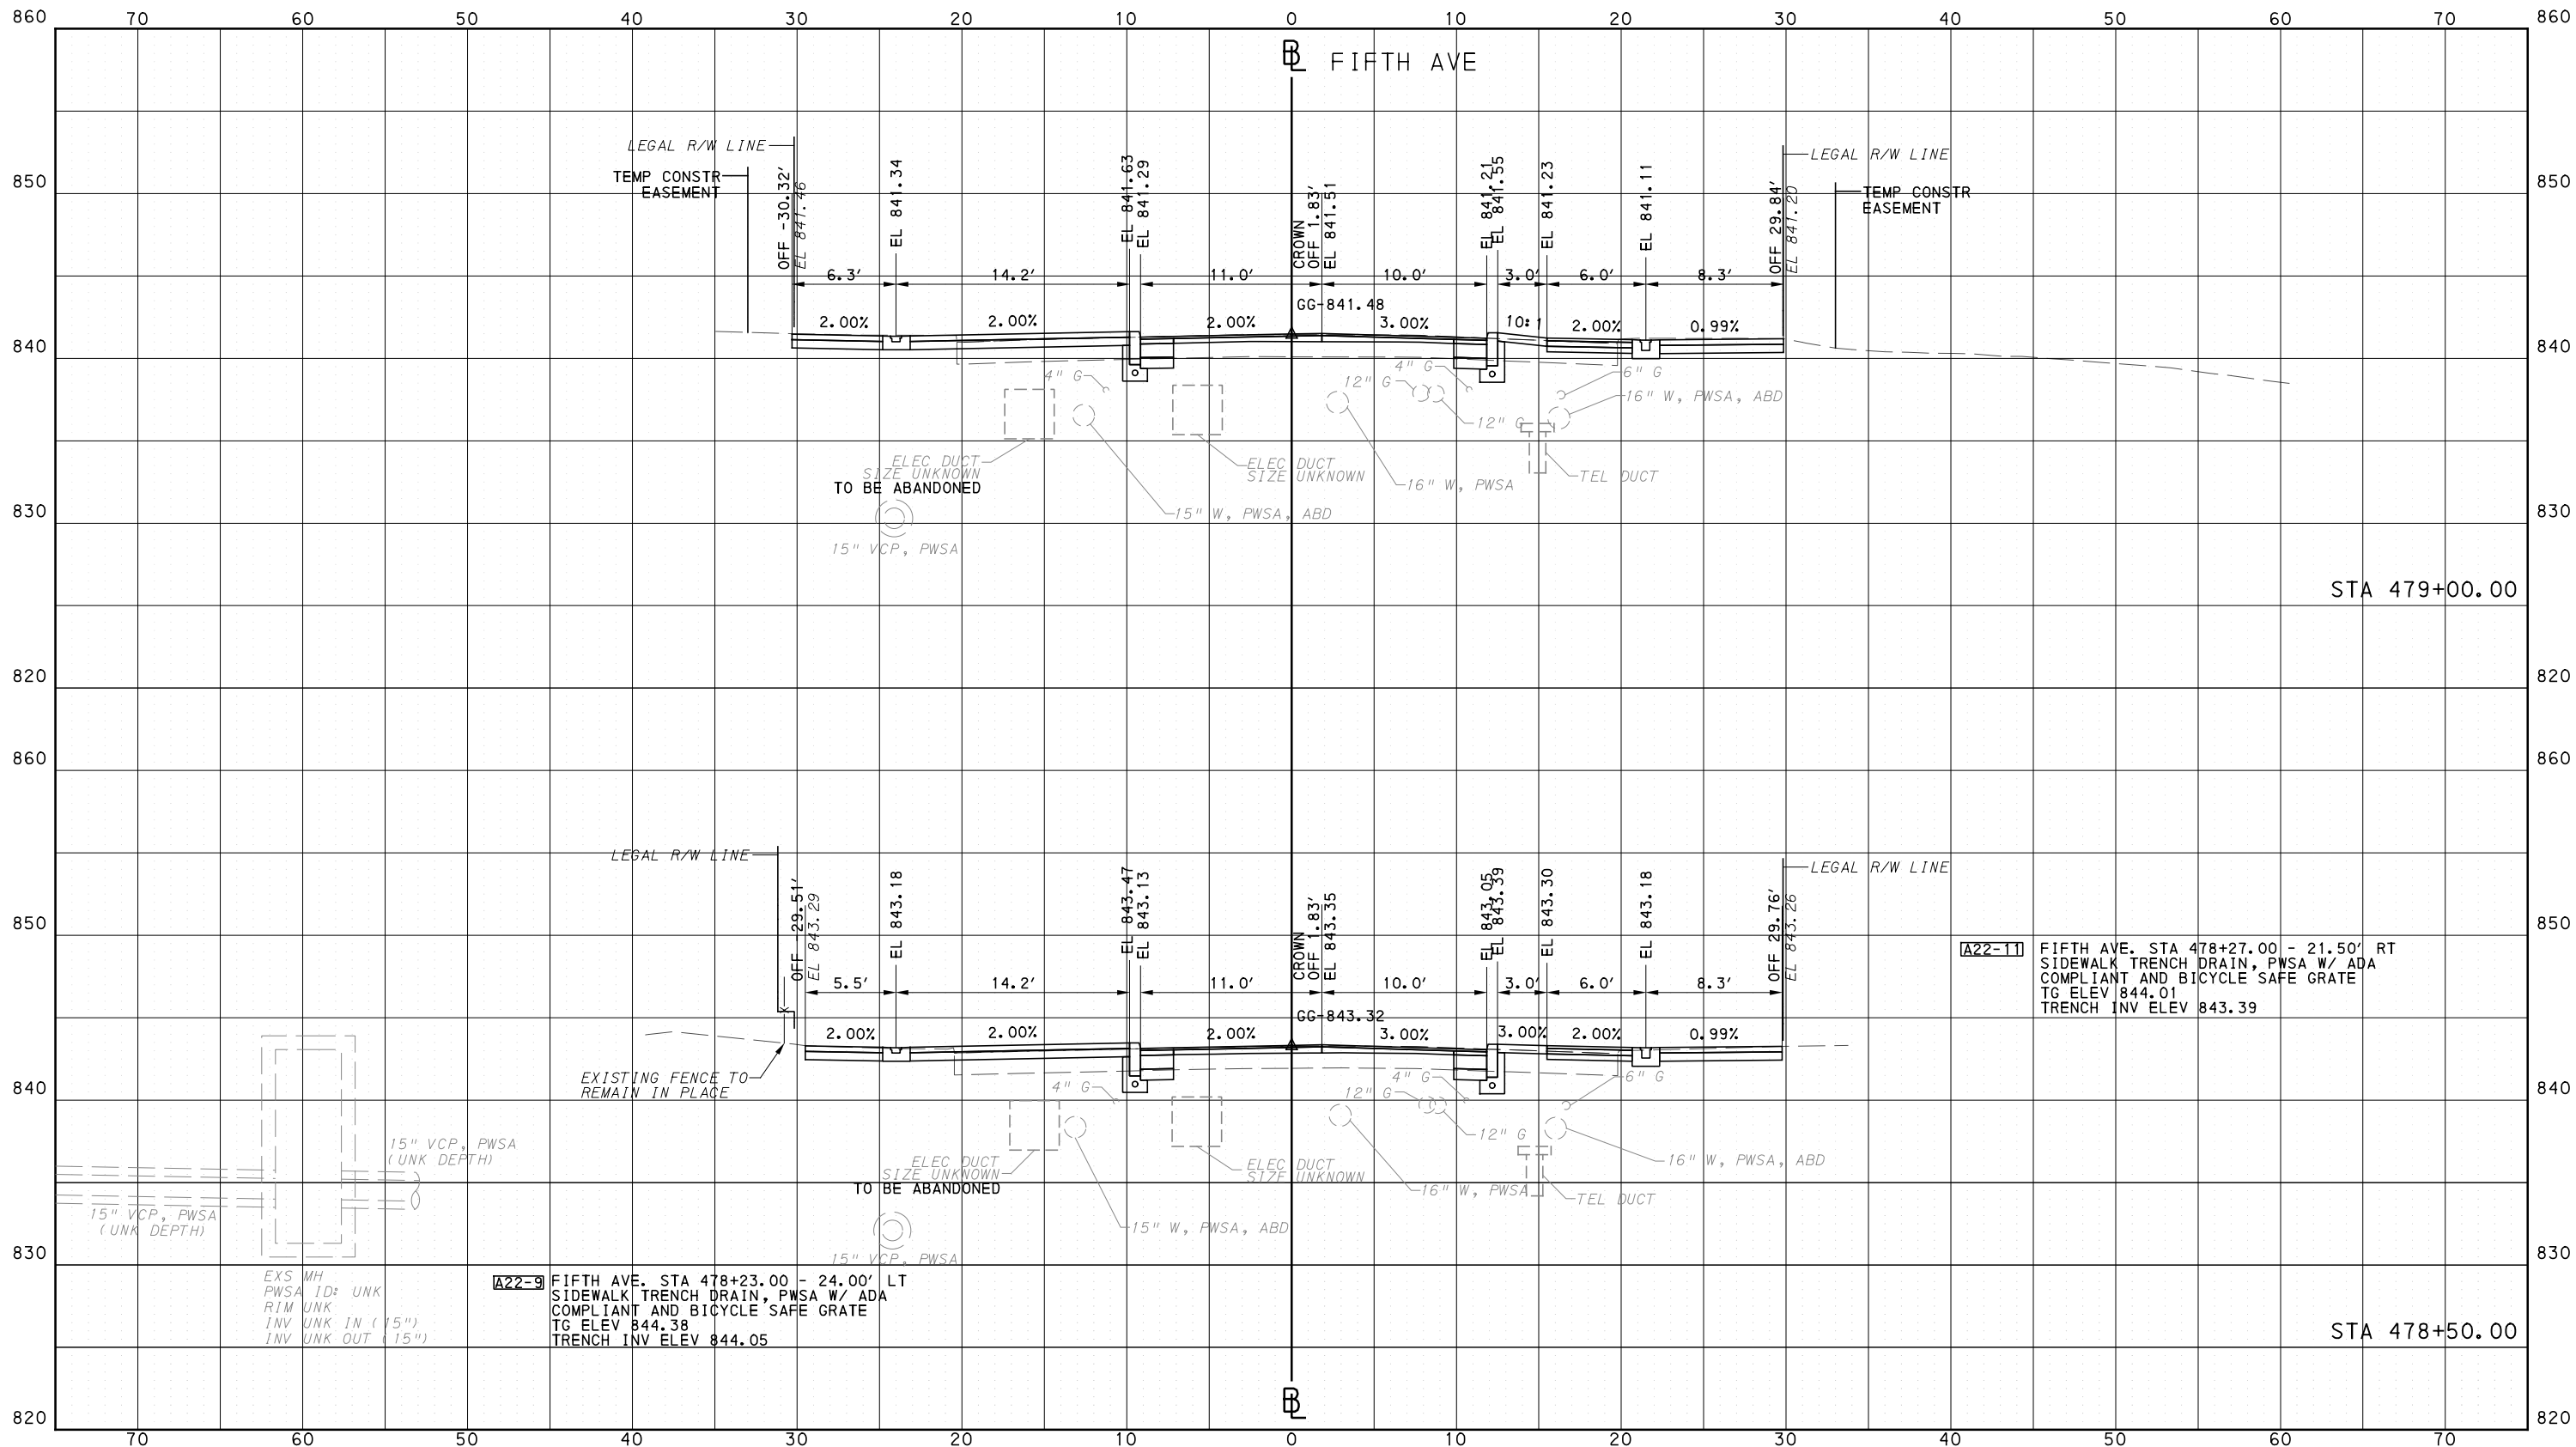 860 70 60 50 40 30 20 10 0 10 20 30 40 50 60 70 860
BL FIFTH AVE
LEGAL R/W LINE
TEMP CONSTR
EASEMENT
OFF -30.32'
EL 841.46
EL 841.34
EL 841.63
EL 841.29
CROWN
OFF 1.83'
EL 841.51
EL 841.21
EL 841.55
EL 841.23
EL 841.11
OFF 29.84'
EL 841.20
LEGAL R/W LINE
TEMP CONSTR
EASEMENT
850 850
6.3' 14.2' 11.0' 10.0' 3.0' 6.0' 8.3'
GG-841.48
2.00% 2.00% 2.00% 3.00% 10:1 2.00% 0.99%
840 840
4" G
12" G
4" G
6" G
16" W, PWSA, ABD
12" G
ELEC DUCT
SIZE UNKNOWN
TO BE ABANDONED
ELEC DUCT
SIZE UNKNOWN
16" W, PWSA
TEL DUCT
15" W, PWSA, ABD
830 830
15" VCP, PWSA
STA 479+00.00
820 820
860 860
LEGAL R/W LINE
OFF -29.51'
EL 843.29
EL 843.18
EL 843.47
EL 843.13
CROWN
OFF 1.83'
EL 843.35
EL 843.05
EL 843.39
EL 843.30
EL 843.18
OFF 29.76'
EL 843.26
LEGAL R/W LINE
850 850
A22-11 FIFTH AVE. STA 478+27.00 - 21.50' RT
SIDEWALK TRENCH DRAIN, PWSA W/ ADA
COMPLIANT AND BICYCLE SAFE GRATE
TG ELEV 844.01
TRENCH INV ELEV 843.39
5.5' 14.2' 11.0' 10.0' 3.0' 6.0' 8.3'
X
GG-843.32
2.00% 2.00% 2.00% 3.00% 3.00% 2.00% 0.99%
EXISTING FENCE TO
REMAIN IN PLACE
840 840
4" G
12" G
4" G
6" G
12" G
15" VCP, PWSA
(UNK DEPTH)
ELEC DUCT
SIZE UNKNOWN
TO BE ABANDONED
ELEC DUCT
SIZE UNKNOWN
16" W, PWSA
16" W, PWSA, ABD
TEL DUCT
15" VCP, PWSA
(UNK DEPTH)
15" W, PWSA, ABD
830 830
15" VCP, PWSA
EXS MH
PWSA ID: UNK
RIM UNK
INV UNK IN (15")
INV UNK OUT (15")
A22-9 FIFTH AVE. STA 478+23.00 - 24.00' LT
SIDEWALK TRENCH DRAIN, PWSA W/ ADA
COMPLIANT AND BICYCLE SAFE GRATE
TG ELEV 844.38
TRENCH INV ELEV 844.05
STA 478+50.00
BL
820 820
70 60 50 40 30 20 10 0 10 20 30 40 50 60 70